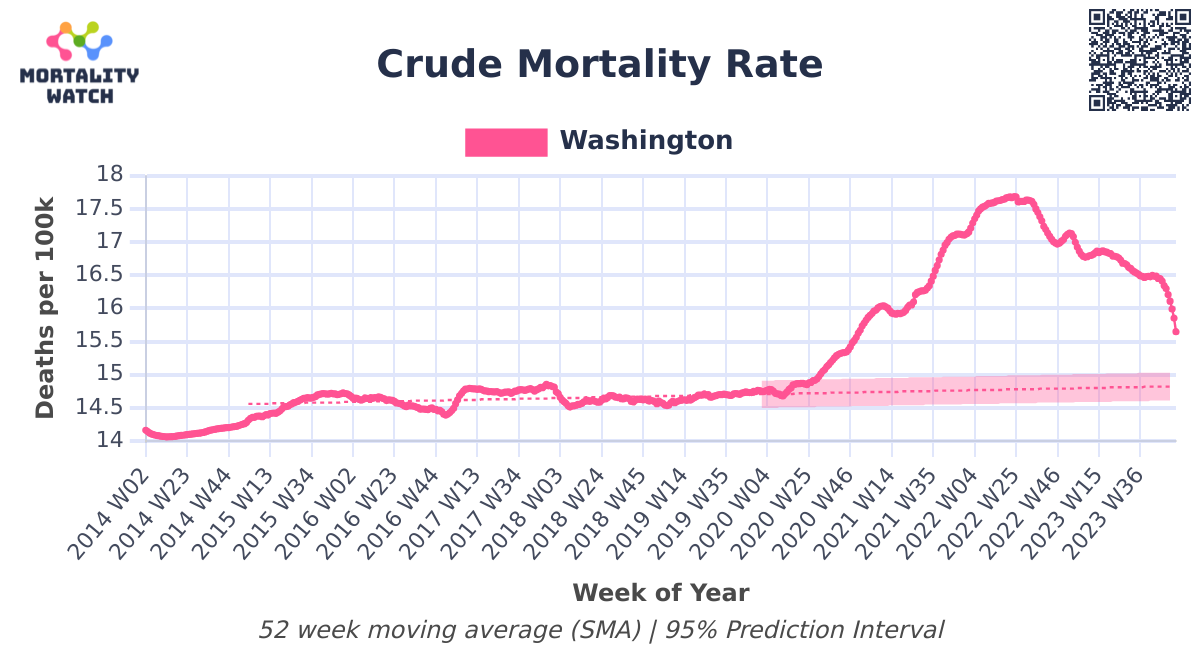 MORTALITY
WATCH
Crude Mortality Rate
Washington
Deaths per 100k
18
17.5
17
16.5
16
15.5
15
14.5
14
2014 W02
2014 W23
2014 W44
2015 W13
2015 W34
2016 W02
2016 W23
2016 W44
2017 W13
2017 W34
2018 W03
2018 W24
2018 W45
2019 W14
2019 W35
2020 W04
2020 W25
2020 W46
2021 W14
2021 W35
2022 W04
2022 W25
2022 W46
2023 W15
2023 W36
Week of Year
52 week moving average (SMA) | 95% Prediction Interval